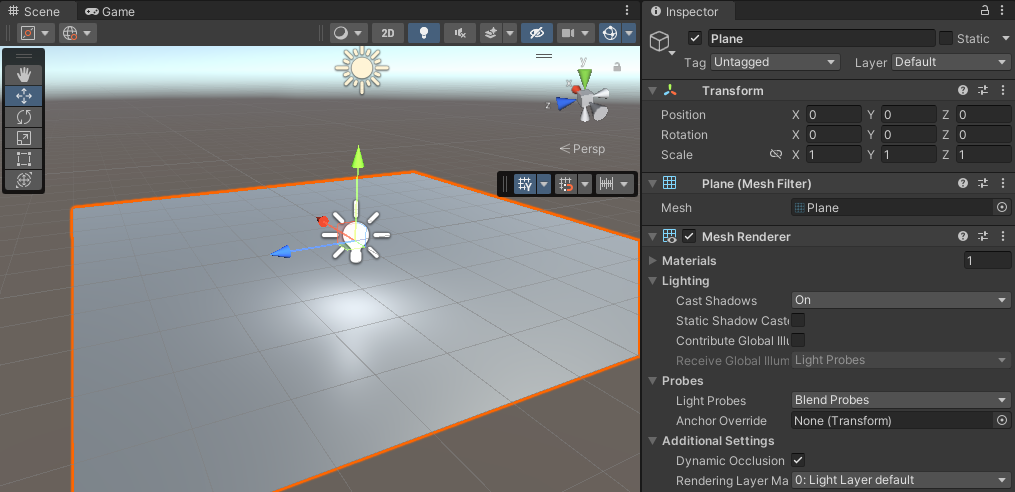 Scene Game
2D
y
x
z
Persp
Inspector
Plane Static
Tag Untagged Layer Default
Transform
Position X 0 Y 0 Z 0
Rotation X 0 Y 0 Z 0
Scale X 1 Y 1 Z 1
Plane (Mesh Filter)
Mesh Plane
Mesh Renderer
Materials 1
Lighting
Cast Shadows On
Static Shadow Caste
Contribute Global Illu
Receive Global Illum Light Probes
Probes
Light Probes Blend Probes
Anchor Override None (Transform)
Additional Settings
Dynamic Occlusion
Rendering Layer Ma 0: Light Layer default